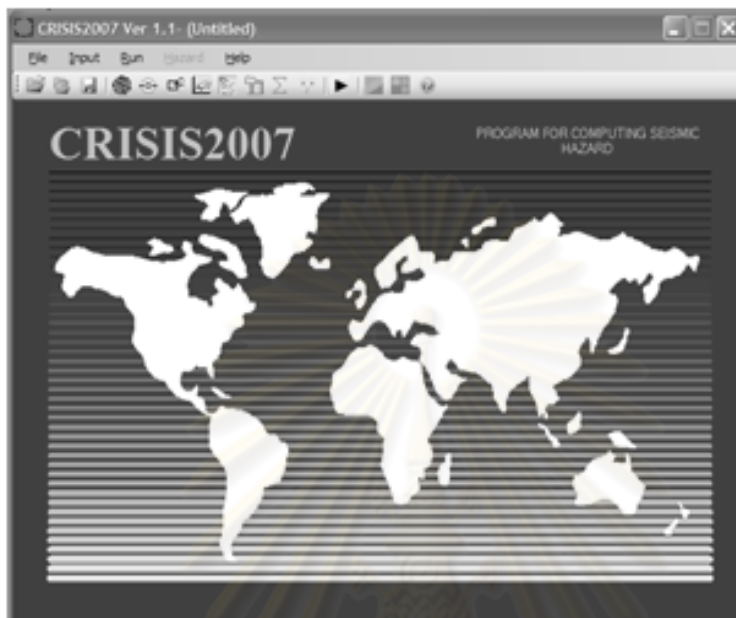 CRISIS2007 Ver 1.1- (Untitled)
File Input Run Hazard Help
CRISIS2007
PROGRAM FOR COMPUTING SEISMIC
HAZARD